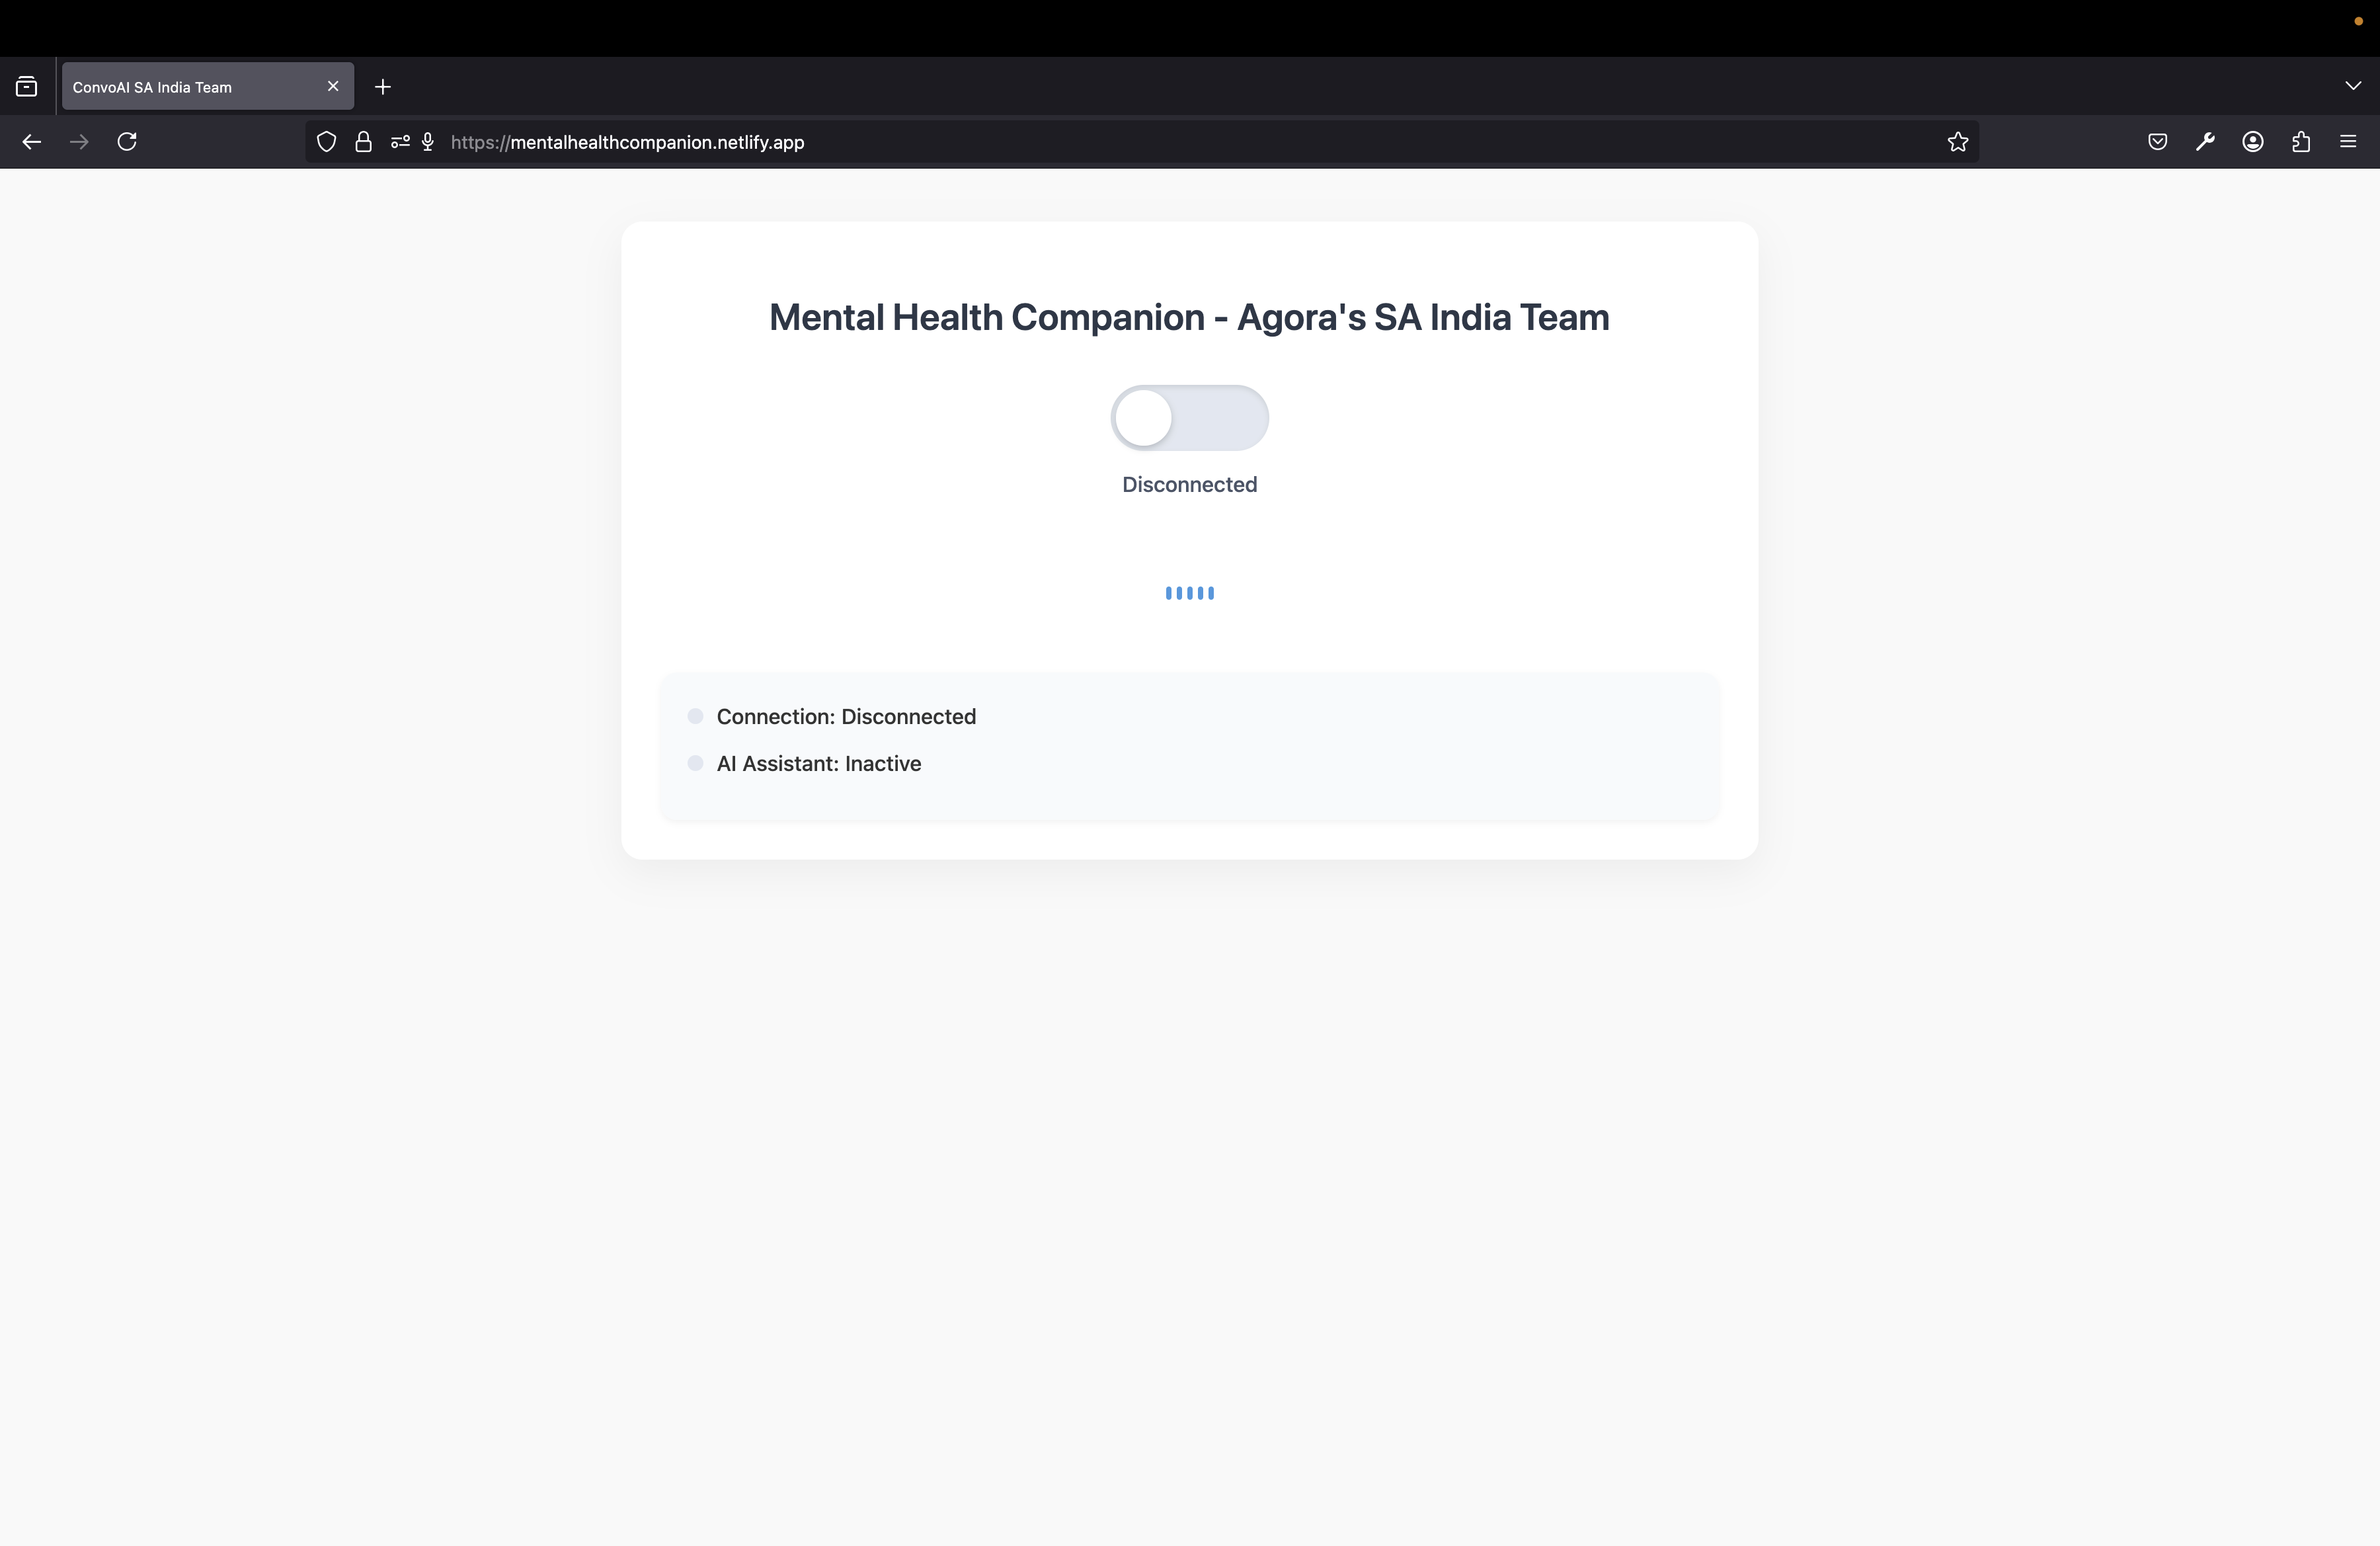 ConvoAI SA India Team
https://mentalhealthcompanion.netlify.app
Mental Health Companion - Agora's SA India Team
Disconnected
Connection: Disconnected
AI Assistant: Inactive